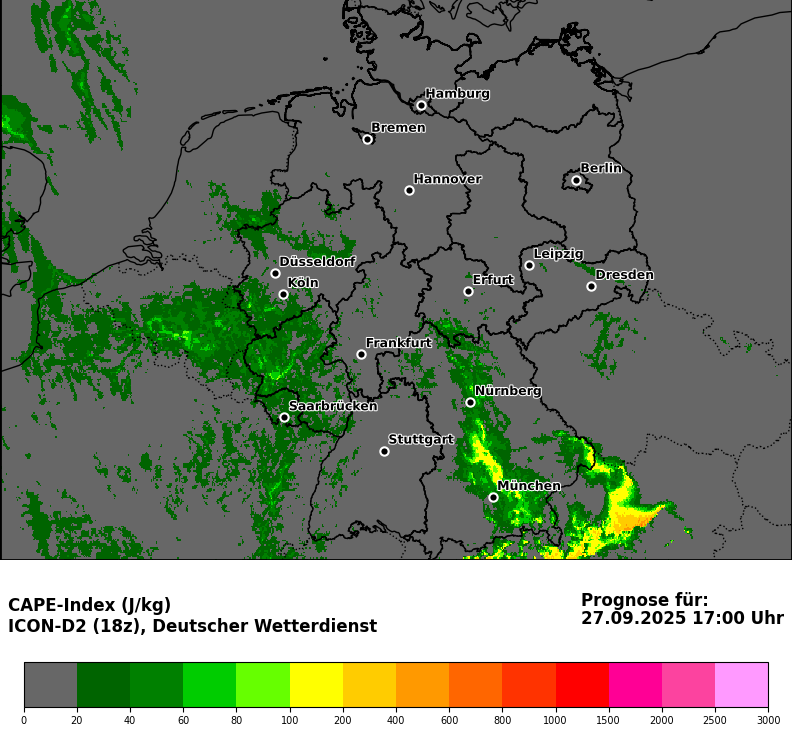 Hamburg
Bremen
Hannover
Berlin
Düsseldorf
Köln
Leipzig
Erfurt
Dresden
Frankfurt
Nürnberg
Saarbrücken
Stuttgart
München
CAPE-Index (J/kg)
ICON-D2 (18z), Deutscher Wetterdienst
Prognose für:
27.09.2025 17:00 Uhr
0 20 40 60 80 100 200 400 600 800 1000 1500 2000 2500 3000